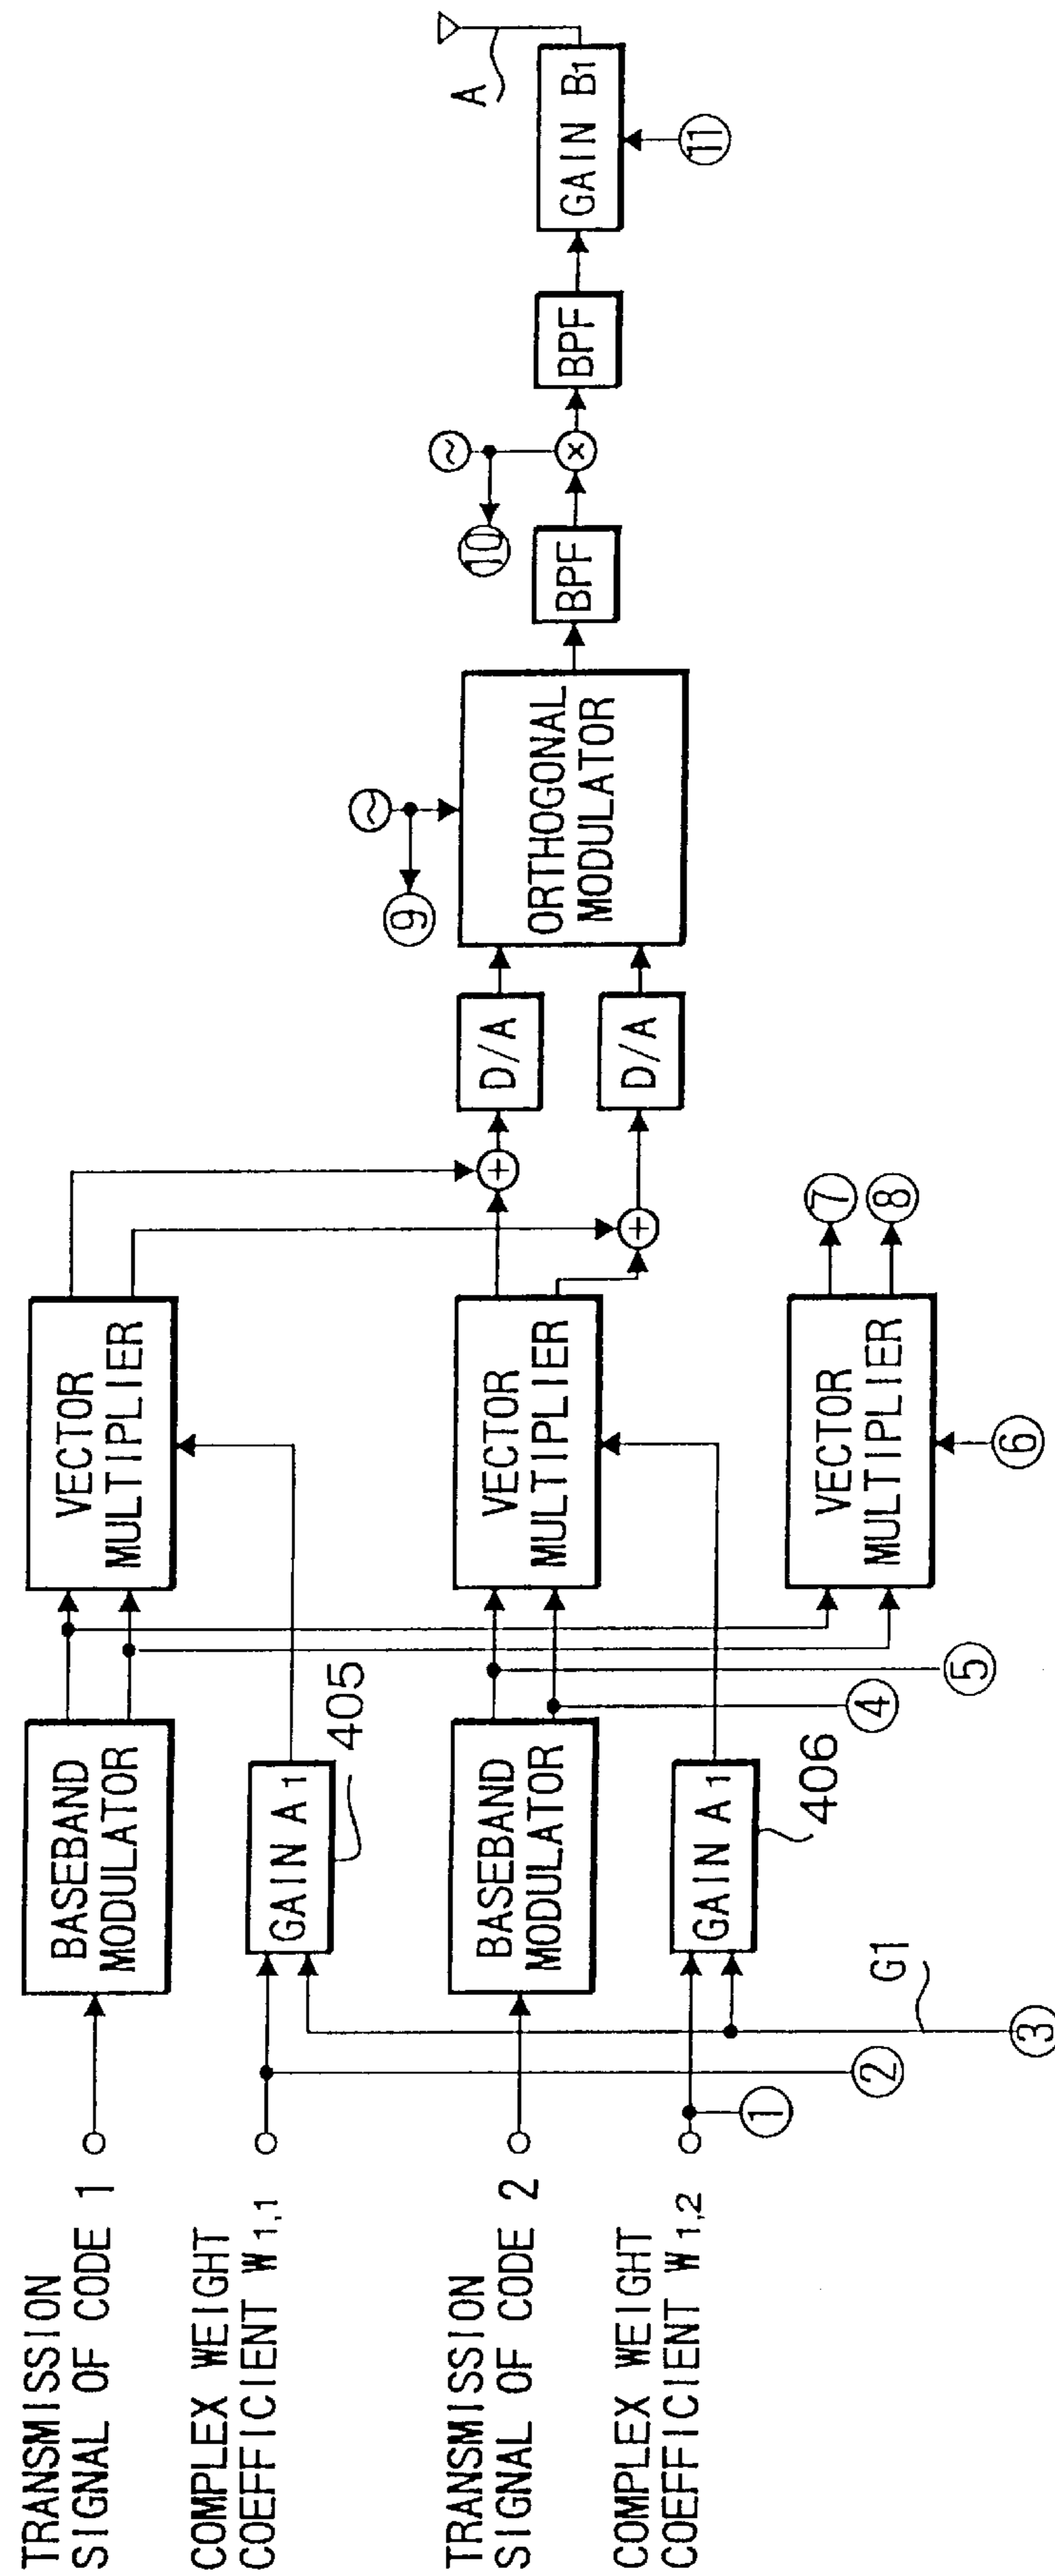 TRANSMISSION
SIGNAL OF CODE 1
COMPLEX WEIGHT
COEFFICIENT W1,1
TRANSMISSION
SIGNAL OF CODE 2
COMPLEX WEIGHT
COEFFICIENT W1,2
BASEBAND
MODULATOR
GAIN A1
405
BASEBAND
MODULATOR
GAIN A1
406
G1
①
②
③
④
⑤
VECTOR
MULTIPLIER
VECTOR
MULTIPLIER
VECTOR
MULTIPLIER
⑥
⑦
⑧
D/A
D/A
⑨
ORTHOGONAL
MODULATOR
BPF
⑩
BPF
GAIN B1
⑪
A